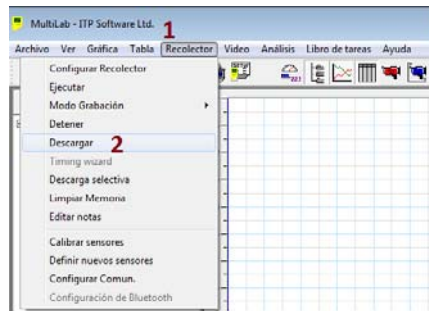 MultiLab - ITP Software Ltd.
1
Archivo Ver Gráfica Tabla Recolector Video Análisis Libro de tareas Ayuda
Configurar Recolector
Ejecutar
Modo Grabación
Detener
Descargar 2
Timing wizard
Descarga selectiva
Limpiar Memoria
Editar notas
Calibrar sensores
Definir nuevos sensores
Configurar Comun.
Configuración de Bluetooth